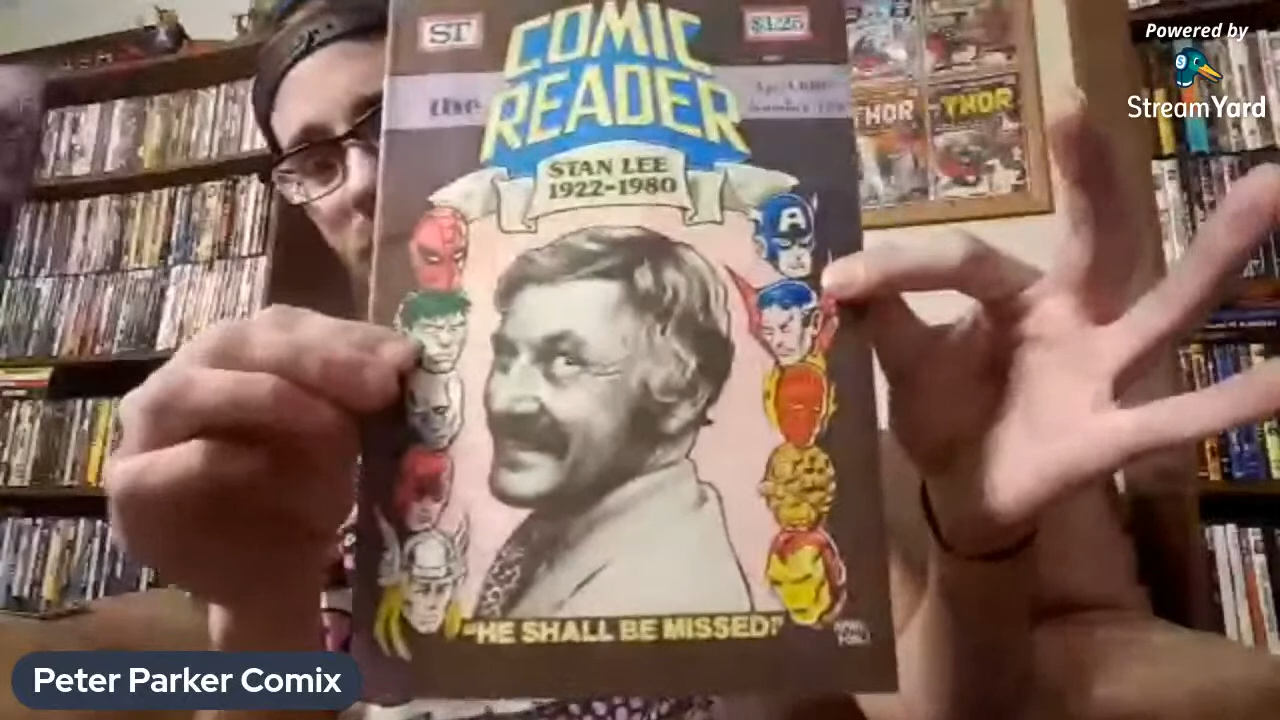 Powered by
StreamYard
ST
$1.25
the
COMIC
READER
STAN LEE
1922-1980
THOR
THOR
"HE SHALL BE MISSED!"
Peter Parker Comix